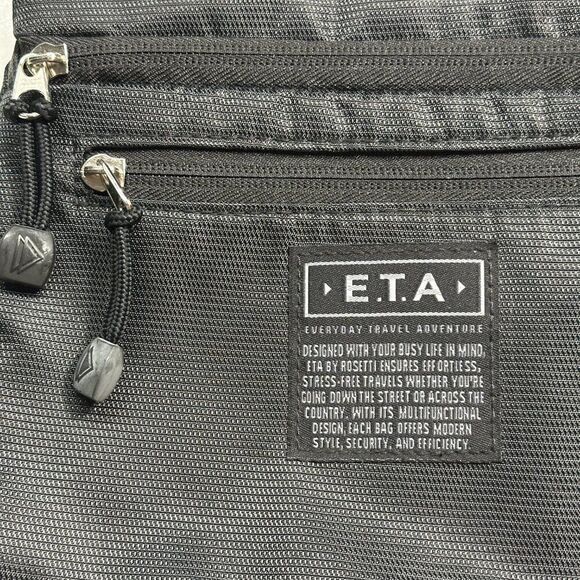 E.T.A
EVERYDAY TRAVEL ADVENTURE
DESIGNED WITH YOUR BUSY LIFE IN MIND,
ETA BY ROSETTI ENSURES EFFORTLESS,
STRESS-FREE TRAVELS WHETHER YOU'RE
GOING DOWN THE STREET OR ACROSS THE
COUNTRY. WITH ITS MULTIFUNCTIONAL
DESIGN, EACH BAG OFFERS MODERN
STYLE, SECURITY, AND EFFICIENCY.